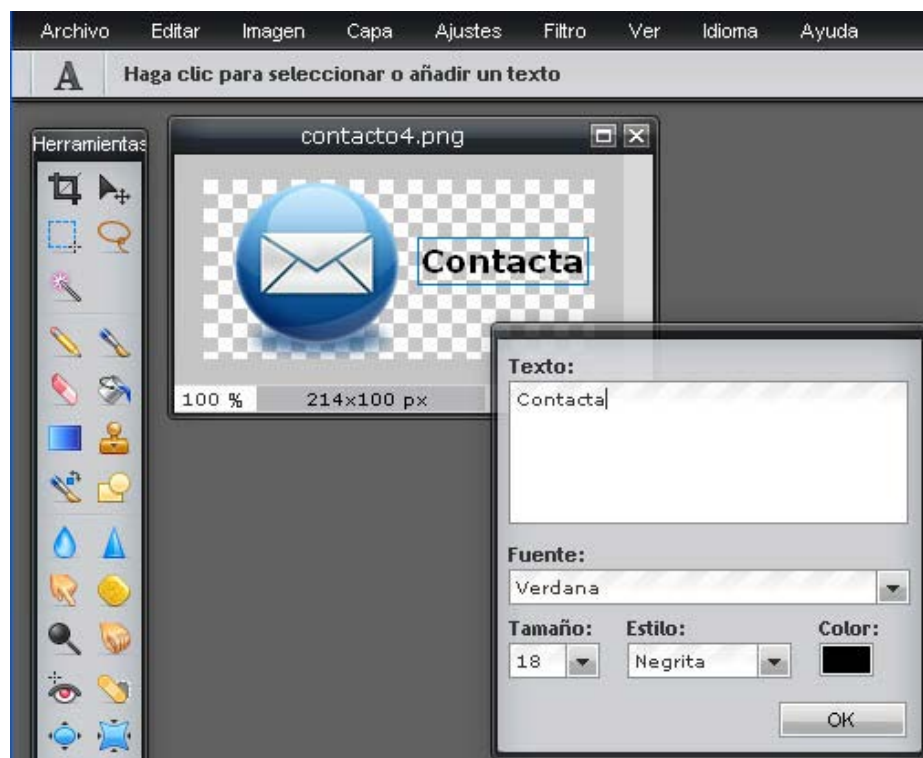 Archivo Editar Imagen Capa Ajustes Filtro Ver Idioma Ayuda
A Haga clic para seleccionar o añadir un texto
Herramientas
contacto4.png
Contacta
100 % 214x100 px
Texto:
Contacta
Fuente:
Verdana
Tamaño: Estilo: Color:
18 Negrita
OK